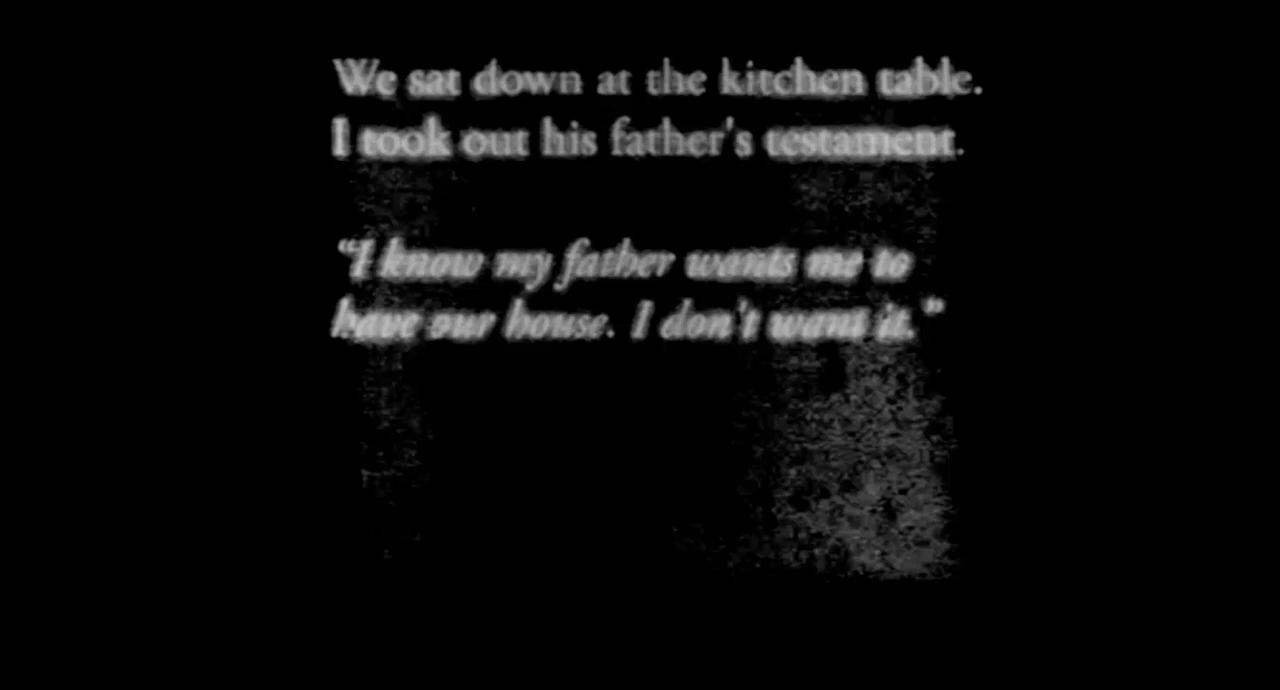 We sat down at the kitchen table.
I took out his father's testament.
“I know my father wants me to
have our house. I don't want it.”